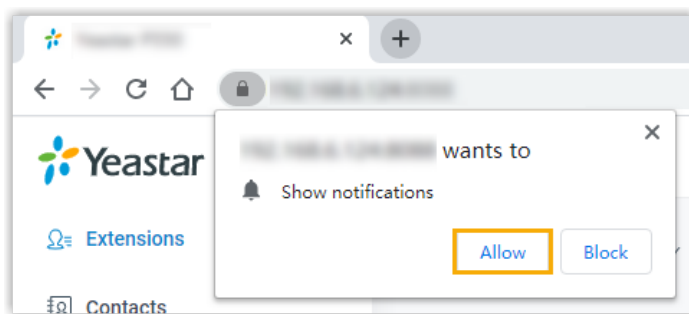 wants to
Yeastar
Show notifications
Extensions
Allow
Block
Contacts